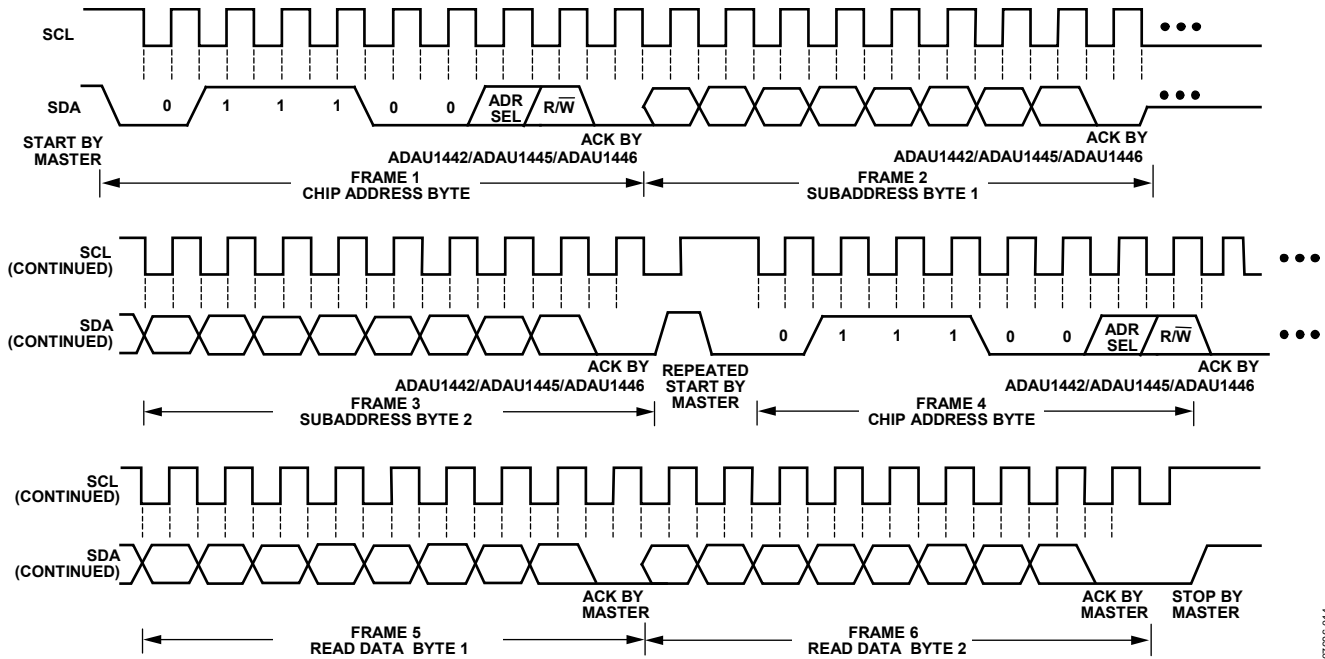 SCL
SDA
0 1 1 1 0 0 ADR SEL R/W̅
START BY MASTER
ACK BY ADAU1442/ADAU1445/ADAU1446
ACK BY ADAU1442/ADAU1445/ADAU1446
FRAME 1
CHIP ADDRESS BYTE
FRAME 2
SUBADDRESS BYTE 1
SCL
(CONTINUED)
SDA
(CONTINUED)
0 1 1 1 0 0 ADR SEL R/W̅
ACK BY ADAU1442/ADAU1445/ADAU1446
REPEATED
START BY
MASTER
ACK BY ADAU1442/ADAU1445/ADAU1446
FRAME 3
SUBADDRESS BYTE 2
FRAME 4
CHIP ADDRESS BYTE
SCL
(CONTINUED)
SDA
(CONTINUED)
ACK BY
MASTER
ACK BY
MASTER
STOP BY
MASTER
FRAME 5
READ DATA BYTE 1
FRAME 6
READ DATA BYTE 2